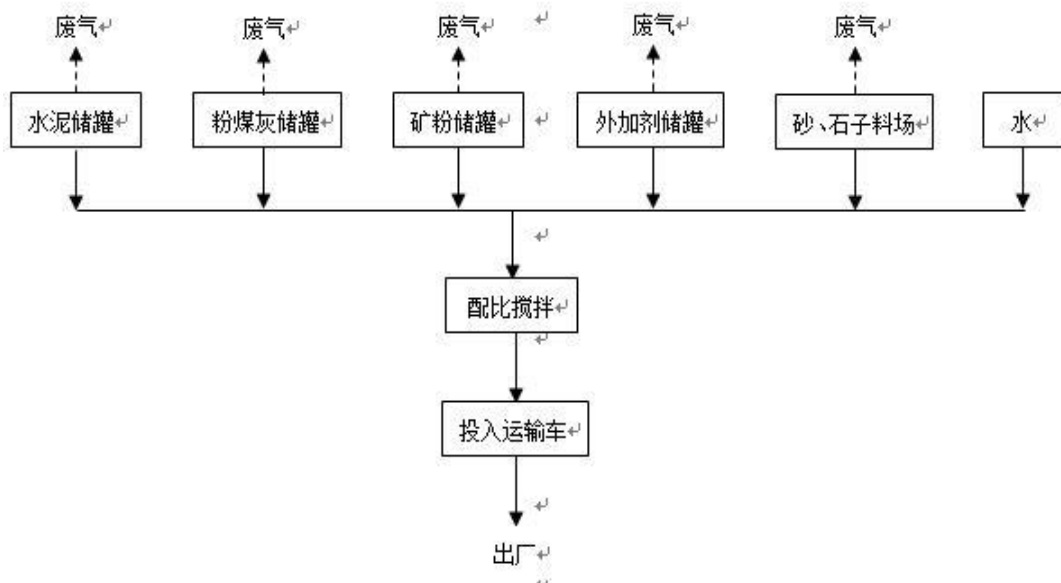 废气 废气 废气 废气 废气
水泥储罐 粉煤灰储罐 矿粉储罐 外加剂储罐 砂、石子料场 水
配比搅拌
投入运输车
出厂